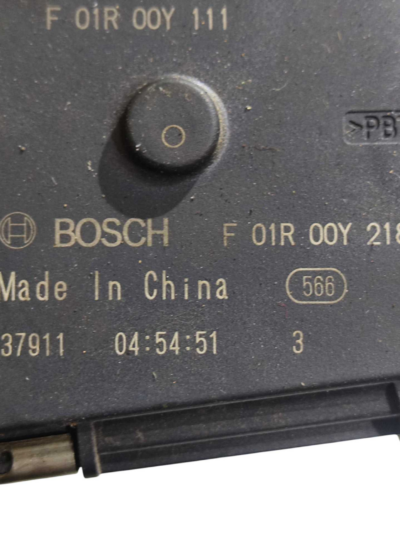 F 01R 00Y 111
>PB
BOSCH F 01R 00Y 218
Made In China 566
37911 04:54:51 3